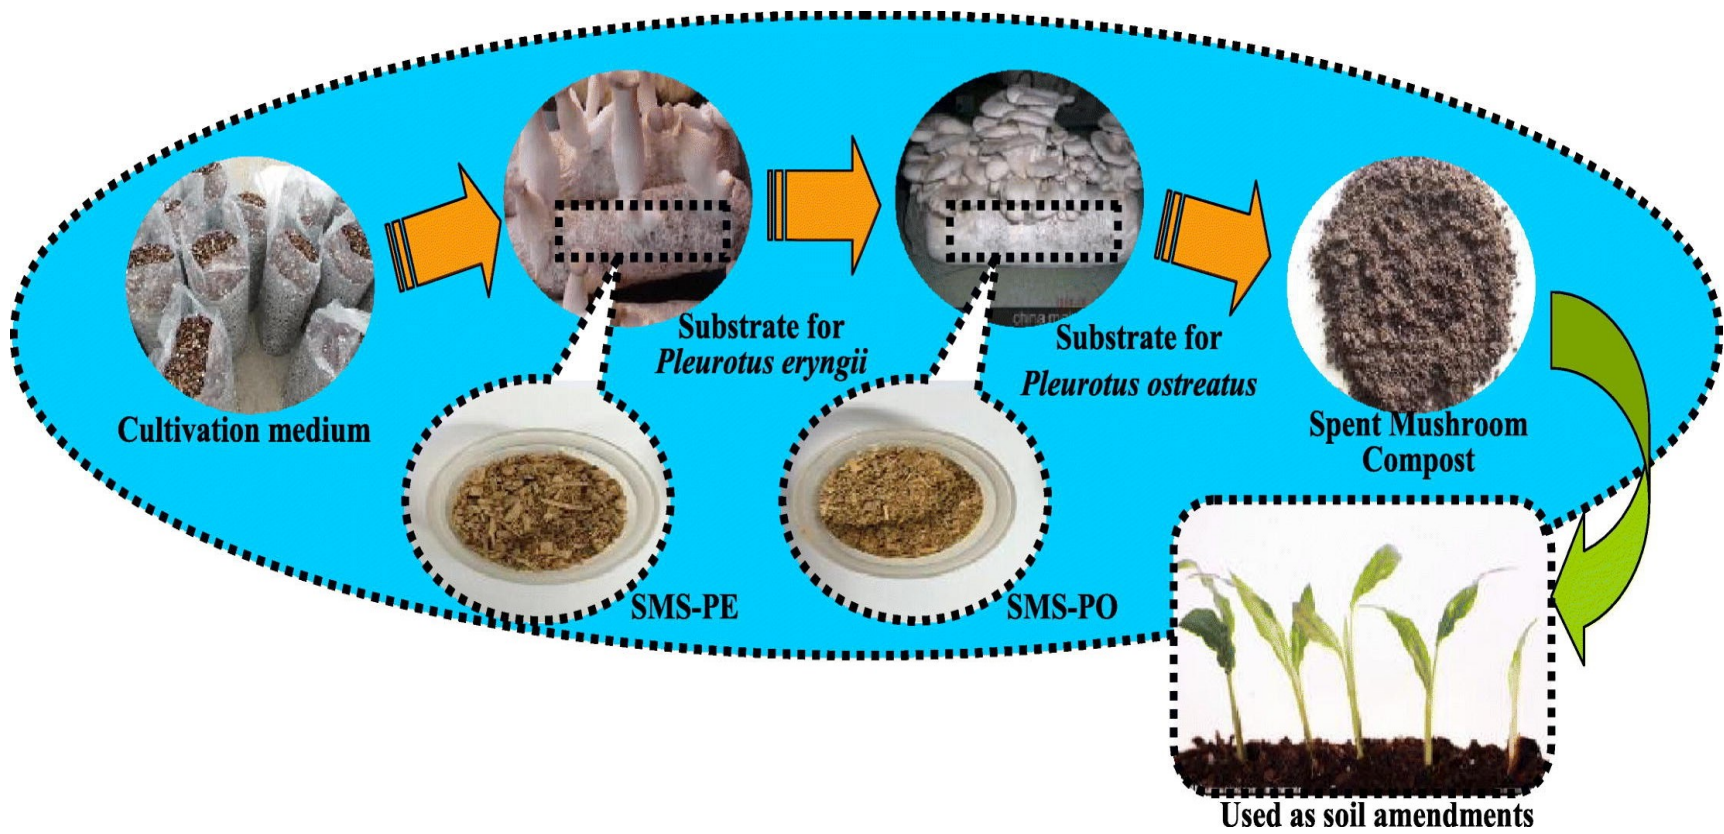 Substrate for
Pleurotus eryngii
Substrate for
Pleurotus ostreatus
Cultivation medium
Spent Mushroom
Compost
SMS-PE
SMS-PO
Used as soil amendments